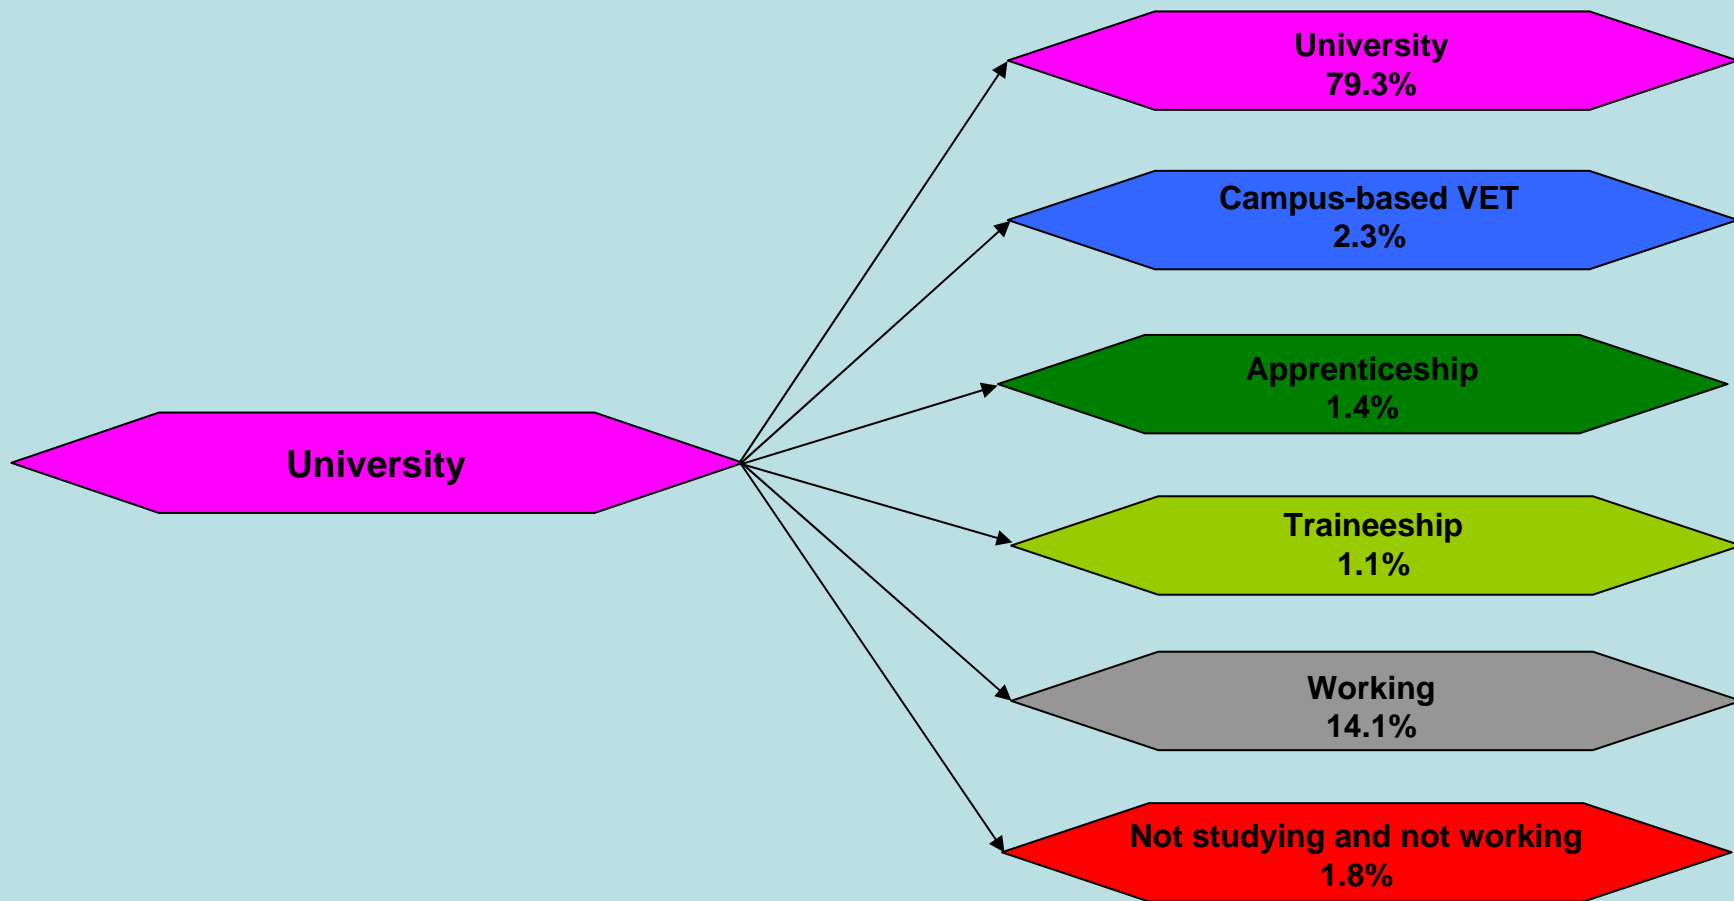 University
79.3%
Campus-based VET
2.3%
Apprenticeship
1.4%
University
Traineeship
1.1%
Working
14.1%
Not studying and not working
1.8%